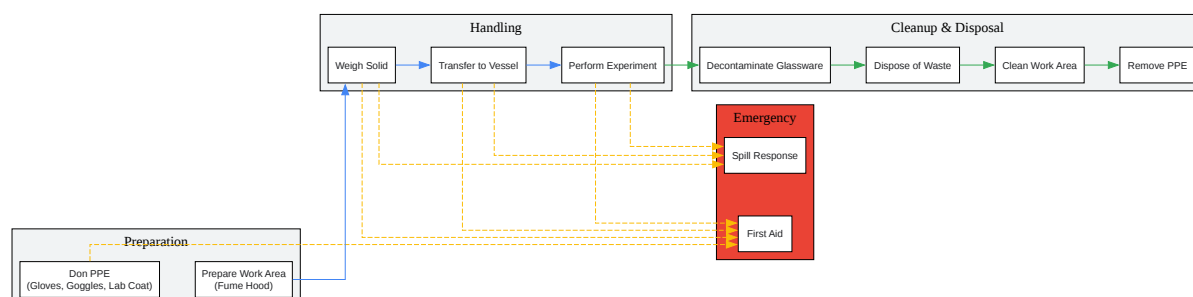 Handling
Weigh Solid
Transfer to Vessel
Perform Experiment
Cleanup & Disposal
Decontaminate Glassware
Dispose of Waste
Clean Work Area
Remove PPE
Emergency
Spill Response
First Aid
Preparation
Don PPE
(Gloves, Goggles, Lab Coat)
Prepare Work Area
(Fume Hood)